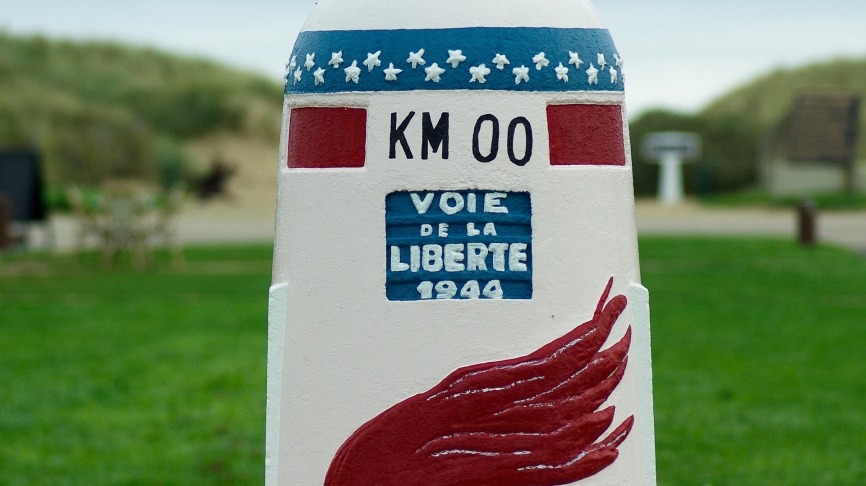 KM 00
VOIE
DE LA
LIBERTE
1944